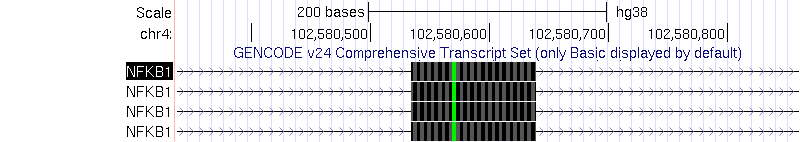 Scale 200 bases hg38
chr4: 102,580,500 102,580,600 102,580,700 102,580,800
GENCODE v24 Comprehensive Transcript Set (only Basic displayed by default)
NFKB1
NFKB1
NFKB1
NFKB1